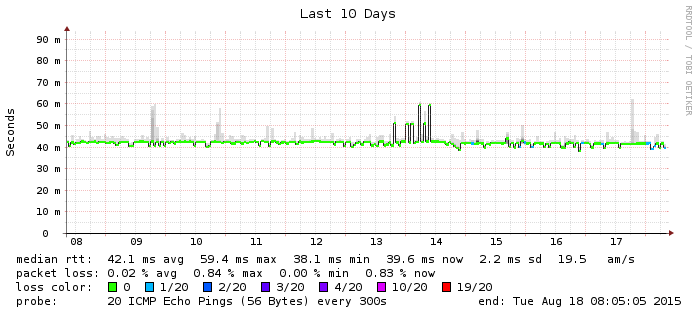 Last 10 Days
RRDTOOL / TOBI OETIKER
Seconds
90 m
80 m
70 m
60 m
50 m
40 m
30 m
20 m
10 m
0
08 09 10 11 12 13 14 15 16 17
median rtt: 42.1 ms avg 59.4 ms max 38.1 ms min 39.6 ms now 2.2 ms sd 19.5 am/s
packet loss: 0.02 % avg 0.84 % max 0.00 % min 0.83 % now
loss color: 0 1/20 2/20 3/20 4/20 10/20 19/20
probe: 20 ICMP Echo Pings (56 Bytes) every 300s end: Tue Aug 18 08:05:05 2015